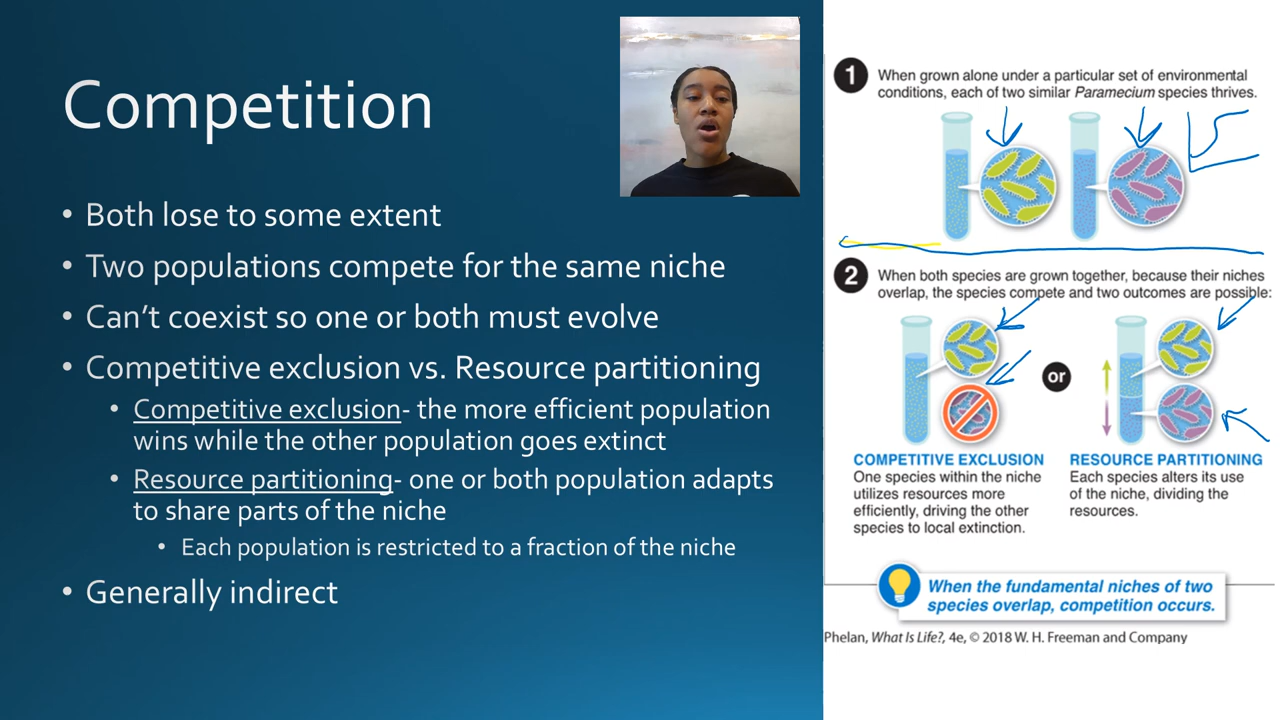 Competition
• Both lose to some extent
• Two populations compete for the same niche
• Can't coexist so one or both must evolve
• Competitive exclusion vs. Resource partitioning
• Competitive exclusion- the more efficient population
wins while the other population goes extinct
• Resource partitioning- one or both population adapts
to share parts of the niche
• Each population is restricted to a fraction of the niche
• Generally indirect
1 When grown alone under a particular set of environmental
conditions, each of two similar Paramecium species thrives.
2 When both species are grown together, because their niches
overlap, the species compete and two outcomes are possible:
or
COMPETITIVE EXCLUSION
One species within the niche
utilizes resources more
efficiently, driving the other
species to local extinction.
RESOURCE PARTITIONING
Each species alters its use
of the niche, dividing the
resources.
When the fundamental niches of two
species overlap, competition occurs.
Phelan, What Is Life?, 4e, © 2018 W. H. Freeman and Company